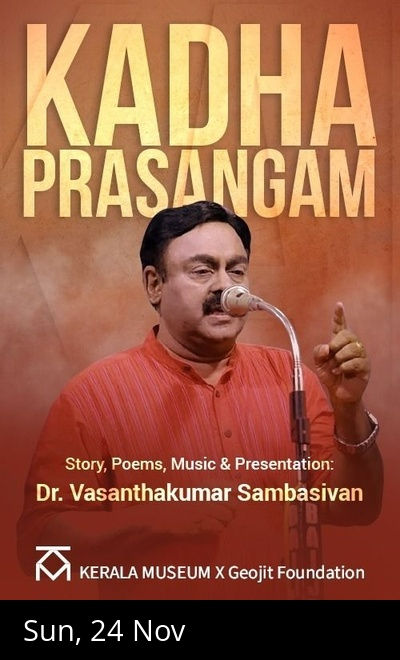 KADHA
PRASANGAM
Story, Poems, Music & Presentation:
Dr. Vasanthakumar Sambasivan
KERALA MUSEUM X Geojit Foundation
Sun, 24 Nov